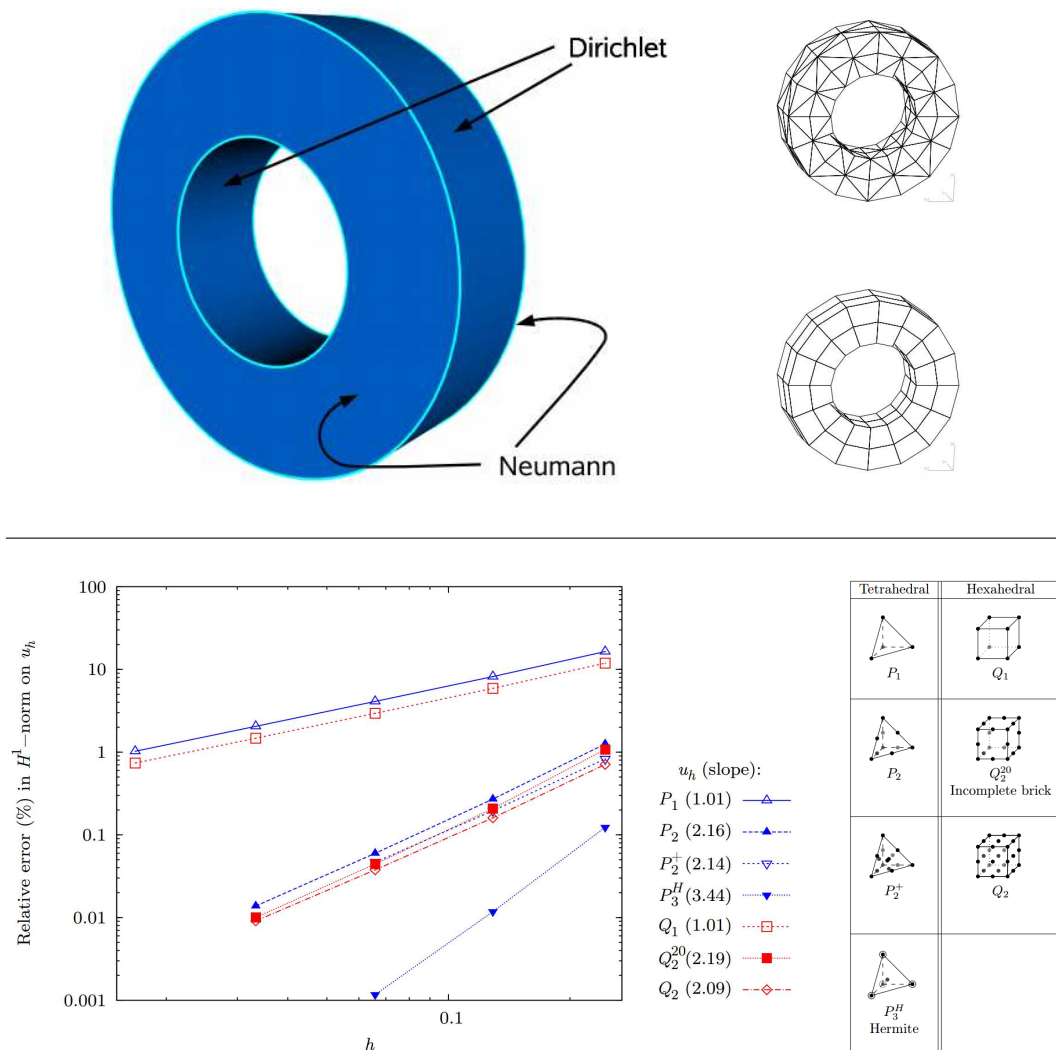 Dirichlet
Neumann
100
10
1
0.1
0.01
0.001
0.1
h
Relative error (%) in H¹−norm on u_h
u_h (slope):
P₁ (1.01)
P₂ (2.16)
P₂⁺ (2.14)
P₃ᴴ (3.44)
Q₁ (1.01)
Q₂²⁰(2.19)
Q₂ (2.09)
Tetrahedral Hexahedral
P₁ Q₁
P₂ Q₂²⁰
Incomplete brick
P₂⁺ Q₂
P₃ᴴ
Hermite